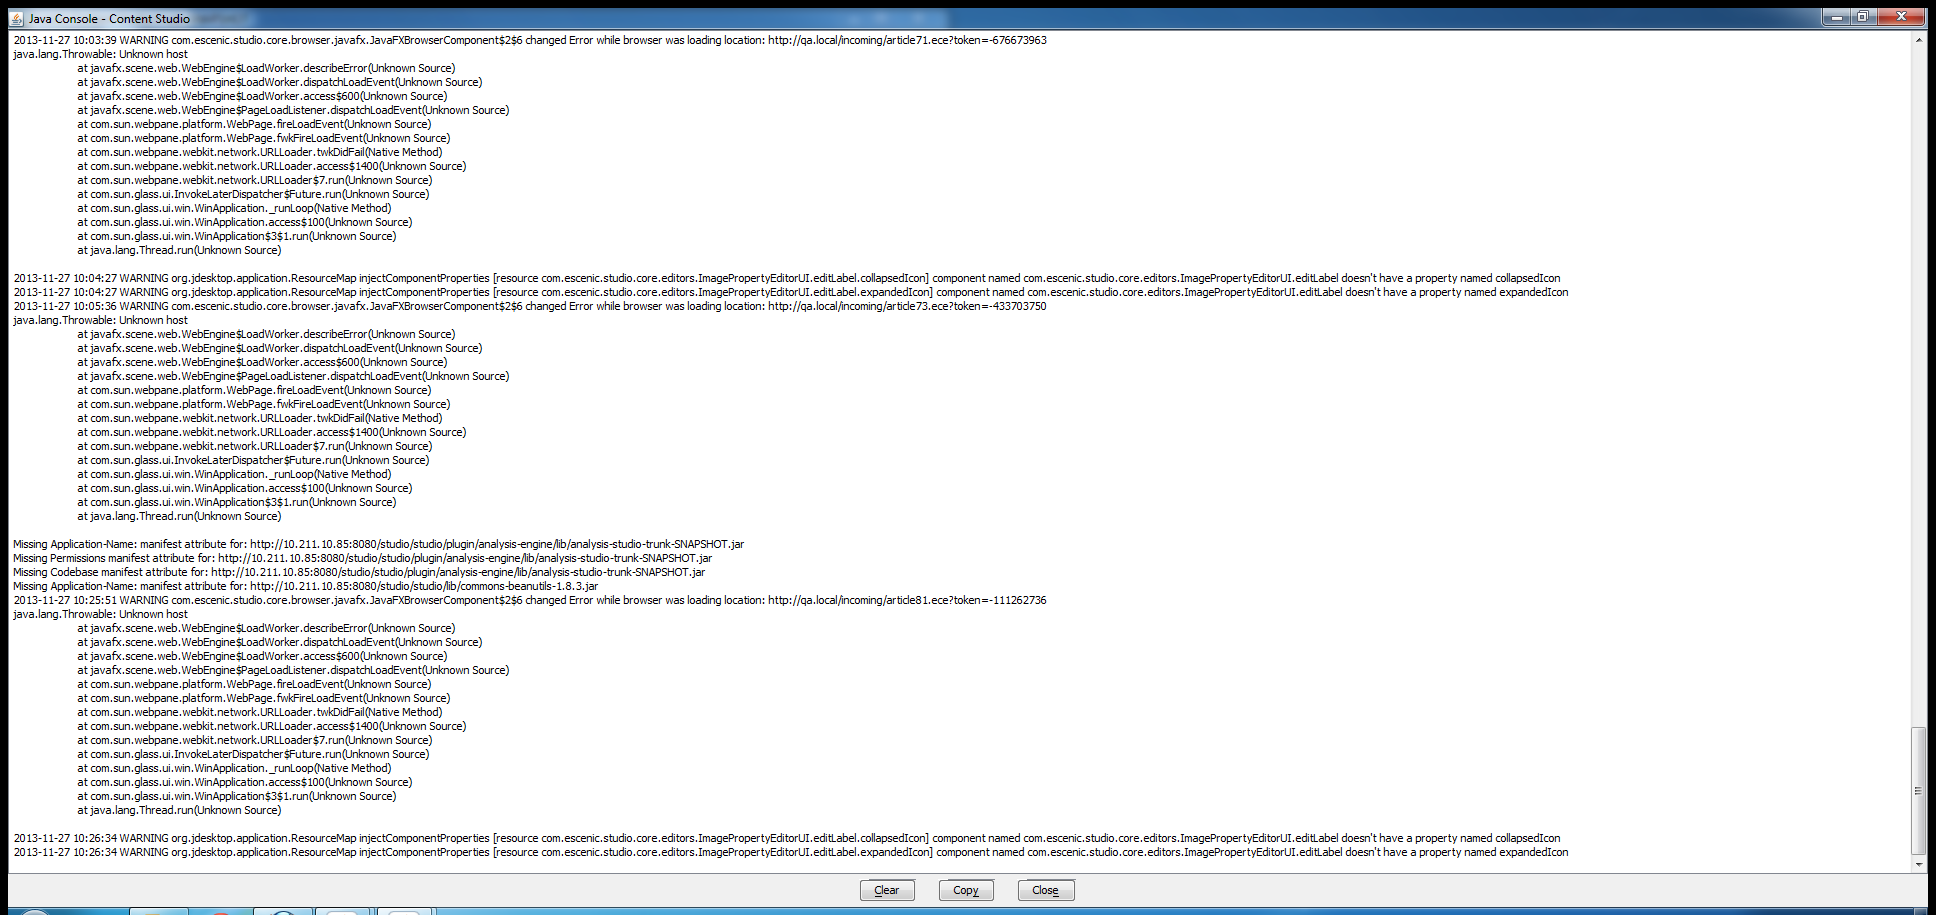 Java Console - Content Studio
2013-11-27 10:03:39 WARNING com.escenic.studio.core.browser.javafx.JavaFXBrowserComponent$2$6 changed Error while browser was loading location: http://qa.local/incoming/article71.ece?token=-676673963
java.lang.Throwable: Unknown host
at javafx.scene.web.WebEngine$LoadWorker.describeError(Unknown Source)
at javafx.scene.web.WebEngine$LoadWorker.dispatchLoadEvent(Unknown Source)
at javafx.scene.web.WebEngine$LoadWorker.access$600(Unknown Source)
at javafx.scene.web.WebEngine$PageLoadListener.dispatchLoadEvent(Unknown Source)
at com.sun.webpane.platform.WebPage.fireLoadEvent(Unknown Source)
at com.sun.webpane.platform.WebPage.fwkFireLoadEvent(Unknown Source)
at com.sun.webpane.webkit.network.URLLoader.twkDidFail(Native Method)
at com.sun.webpane.webkit.network.URLLoader.access$1400(Unknown Source)
at com.sun.webpane.webkit.network.URLLoader$7.run(Unknown Source)
at com.sun.glass.ui.InvokeLaterDispatcher$Future.run(Unknown Source)
at com.sun.glass.ui.win.WinApplication._runLoop(Native Method)
at com.sun.glass.ui.win.WinApplication.access$100(Unknown Source)
at com.sun.glass.ui.win.WinApplication$3$1.run(Unknown Source)
at java.lang.Thread.run(Unknown Source)
2013-11-27 10:04:27 WARNING org.jdesktop.application.ResourceMap injectComponentProperties [resource com.escenic.studio.core.editors.ImagePropertyEditorUI.editLabel.collapsedIcon] component named com.escenic.studio.core.editors.ImagePropertyEditorUI.editLabel doesn't have a property named collapsedIcon
2013-11-27 10:04:27 WARNING org.jdesktop.application.ResourceMap injectComponentProperties [resource com.escenic.studio.core.editors.ImagePropertyEditorUI.editLabel.expandedIcon] component named com.escenic.studio.core.editors.ImagePropertyEditorUI.editLabel doesn't have a property named expandedIcon
2013-11-27 10:05:36 WARNING com.escenic.studio.core.browser.javafx.JavaFXBrowserComponent$2$6 changed Error while browser was loading location: http://qa.local/incoming/article73.ece?token=-433703750
java.lang.Throwable: Unknown host
at javafx.scene.web.WebEngine$LoadWorker.describeError(Unknown Source)
at javafx.scene.web.WebEngine$LoadWorker.dispatchLoadEvent(Unknown Source)
at javafx.scene.web.WebEngine$LoadWorker.access$600(Unknown Source)
at javafx.scene.web.WebEngine$PageLoadListener.dispatchLoadEvent(Unknown Source)
at com.sun.webpane.platform.WebPage.fireLoadEvent(Unknown Source)
at com.sun.webpane.platform.WebPage.fwkFireLoadEvent(Unknown Source)
at com.sun.webpane.webkit.network.URLLoader.twkDidFail(Native Method)
at com.sun.webpane.webkit.network.URLLoader.access$1400(Unknown Source)
at com.sun.webpane.webkit.network.URLLoader$7.run(Unknown Source)
at com.sun.glass.ui.InvokeLaterDispatcher$Future.run(Unknown Source)
at com.sun.glass.ui.win.WinApplication._runLoop(Native Method)
at com.sun.glass.ui.win.WinApplication.access$100(Unknown Source)
at com.sun.glass.ui.win.WinApplication$3$1.run(Unknown Source)
at java.lang.Thread.run(Unknown Source)
Missing Application-Name: manifest attribute for: http://10.211.10.85:8080/studio/studio/plugin/analysis-engine/lib/analysis-studio-trunk-SNAPSHOT.jar
Missing Permissions manifest attribute for: http://10.211.10.85:8080/studio/studio/plugin/analysis-engine/lib/analysis-studio-trunk-SNAPSHOT.jar
Missing Codebase manifest attribute for: http://10.211.10.85:8080/studio/studio/plugin/analysis-engine/lib/analysis-studio-trunk-SNAPSHOT.jar
Missing Application-Name: manifest attribute for: http://10.211.10.85:8080/studio/studio/lib/commons-beanutils-1.8.3.jar
2013-11-27 10:25:51 WARNING com.escenic.studio.core.browser.javafx.JavaFXBrowserComponent$2$6 changed Error while browser was loading location: http://qa.local/incoming/article81.ece?token=-111262736
java.lang.Throwable: Unknown host
at javafx.scene.web.WebEngine$LoadWorker.describeError(Unknown Source)
at javafx.scene.web.WebEngine$LoadWorker.dispatchLoadEvent(Unknown Source)
at javafx.scene.web.WebEngine$LoadWorker.access$600(Unknown Source)
at javafx.scene.web.WebEngine$PageLoadListener.dispatchLoadEvent(Unknown Source)
at com.sun.webpane.platform.WebPage.fireLoadEvent(Unknown Source)
at com.sun.webpane.platform.WebPage.fwkFireLoadEvent(Unknown Source)
at com.sun.webpane.webkit.network.URLLoader.twkDidFail(Native Method)
at com.sun.webpane.webkit.network.URLLoader.access$1400(Unknown Source)
at com.sun.webpane.webkit.network.URLLoader$7.run(Unknown Source)
at com.sun.glass.ui.InvokeLaterDispatcher$Future.run(Unknown Source)
at com.sun.glass.ui.win.WinApplication._runLoop(Native Method)
at com.sun.glass.ui.win.WinApplication.access$100(Unknown Source)
at com.sun.glass.ui.win.WinApplication$3$1.run(Unknown Source)
at java.lang.Thread.run(Unknown Source)
2013-11-27 10:26:34 WARNING org.jdesktop.application.ResourceMap injectComponentProperties [resource com.escenic.studio.core.editors.ImagePropertyEditorUI.editLabel.collapsedIcon] component named com.escenic.studio.core.editors.ImagePropertyEditorUI.editLabel doesn't have a property named collapsedIcon
2013-11-27 10:26:34 WARNING org.jdesktop.application.ResourceMap injectComponentProperties [resource com.escenic.studio.core.editors.ImagePropertyEditorUI.editLabel.expandedIcon] component named com.escenic.studio.core.editors.ImagePropertyEditorUI.editLabel doesn't have a property named expandedIcon
Clear Copy Close